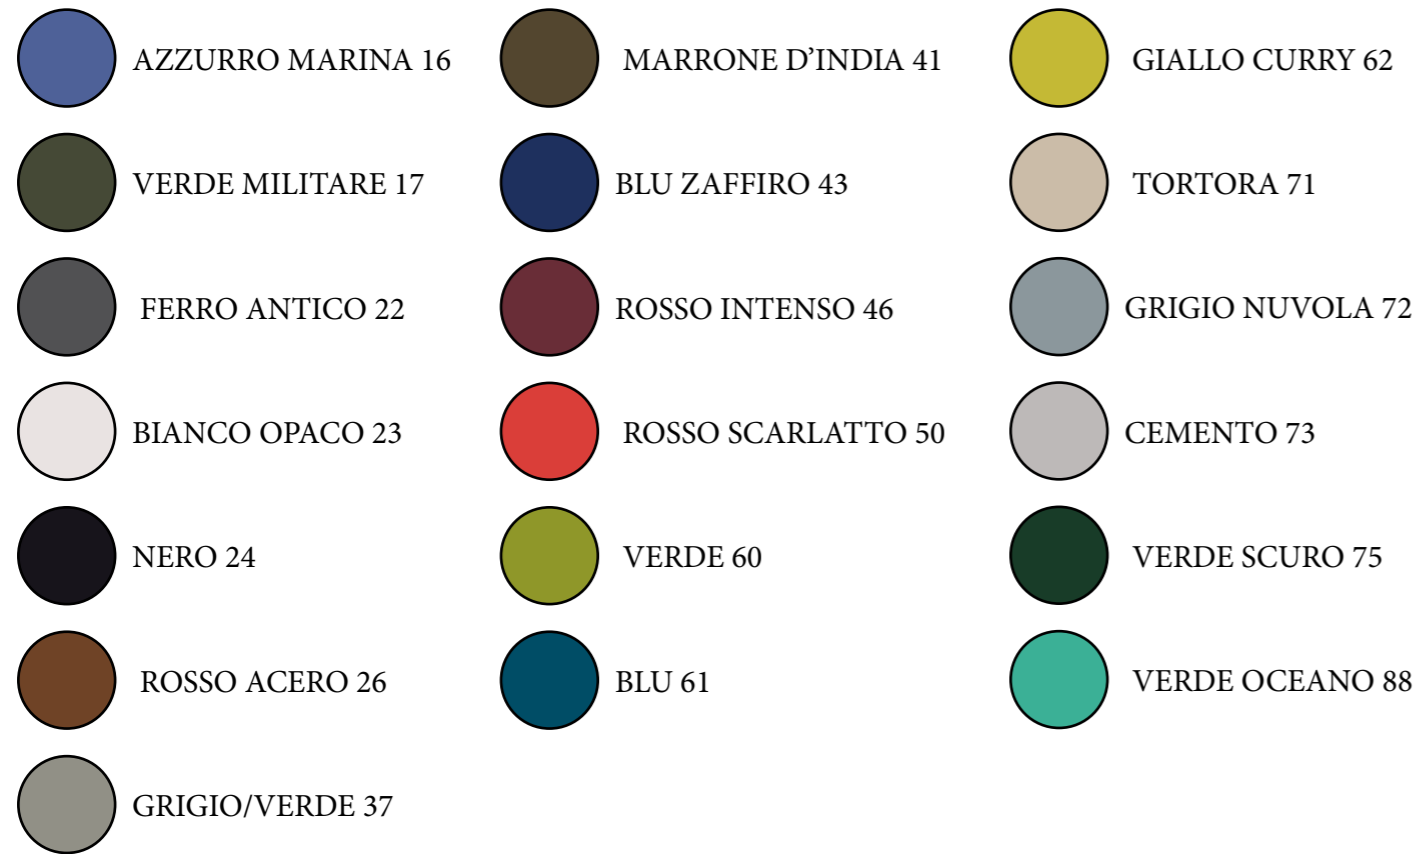 AZZURRO MARINA 16
VERDE MILITARE 17
FERRO ANTICO 22
BIANCO OPACO 23
NERO 24
ROSSO ACERO 26
GRIGIO/VERDE 37
MARRONE D’INDIA 41
BLU ZAFFIRO 43
ROSSO INTENSO 46
ROSSO SCARLATTO 50
VERDE 60
BLU 61
GIALLO CURRY 62
TORTORA 71
GRIGIO NUVOLA 72
CEMENTO 73
VERDE SCURO 75
VERDE OCEANO 88